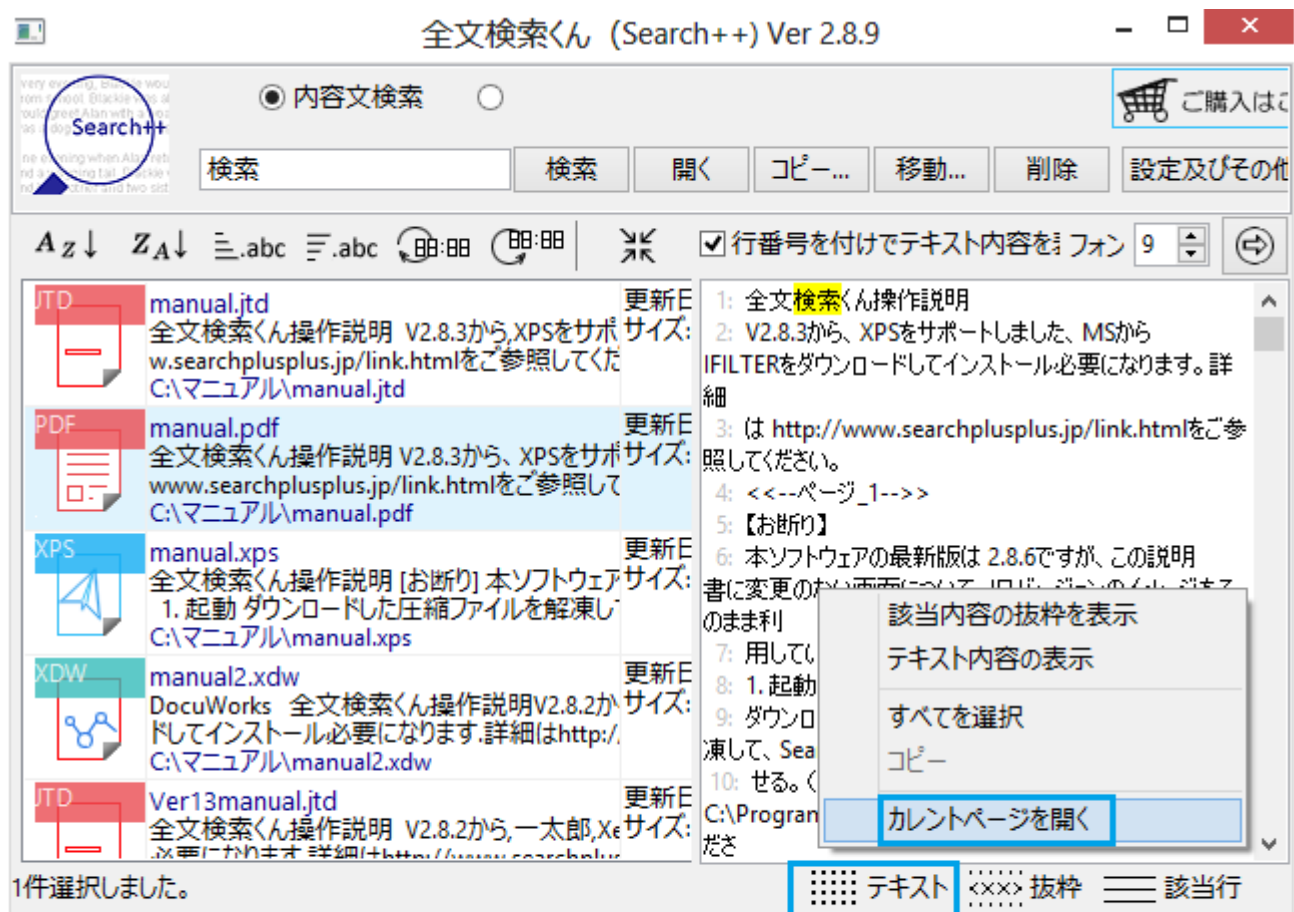 全文検索くん (Search++) Ver 2.8.9
Search++
内容文検索
ご購入はこ
検索
検索
開く
コピー...
移動...
削除
設定及びその他
AZ↓
ZA↓
.abc
.abc
行番号を付けてテキスト内容を
フォン
9
JTD
manual.jtd
更新日
全文検索くん操作説明 V2.8.3から,XPSをサポ
サイズ:
w.searchplusplus.jp/link.htmlをご参照してくだ
C:\マニュアル\manual.jtd
PDF
manual.pdf
更新日
全文検索くん操作説明 V2.8.3から、XPSをサポ
サイズ:
www.searchplusplus.jp/link.htmlをご参照して
C:\マニュアル\manual.pdf
XPS
manual.xps
更新日
全文検索くん操作説明 [お断り] 本ソフトウェア
サイズ:
1. 起動 ダウンロードした圧縮ファイルを解凍し
C:\マニュアル\manual.xps
XDW
manual2.xdw
更新日
DocuWorks 全文検索くん操作説明V2.8.2か
サイズ:
ドしてインストール必要になります.詳細はhttp:/
C:\マニュアル\manual2.xdw
JTD
Ver13manual.jtd
更新日
全文検索くん操作説明 V2.8.2から,一太郎,Xe
サイズ:
1: 全文検索くん操作説明
2: V2.8.3から、XPSをサポートしました、MSから
IFILTERをダウンロードしてインストール必要になります。詳
細
3: は http://www.searchplusplus.jp/link.htmlをご参
照してください。
4: <<--ページ_1-->>
5: 【お断り】
6: 本ソフトウェアの最新版は 2.8.6ですが、この説明
書に変更の
のまま利
7: 用してい
8: 1. 起動
9: ダウンロ
凍して、Sea
10: せる。(
C:\Program
ださ
該当内容の抜粋を表示
テキスト内容の表示
すべてを選択
コピー
カレントページを開く
1件選択しました。
テキスト
<××> 抜粋
該当行